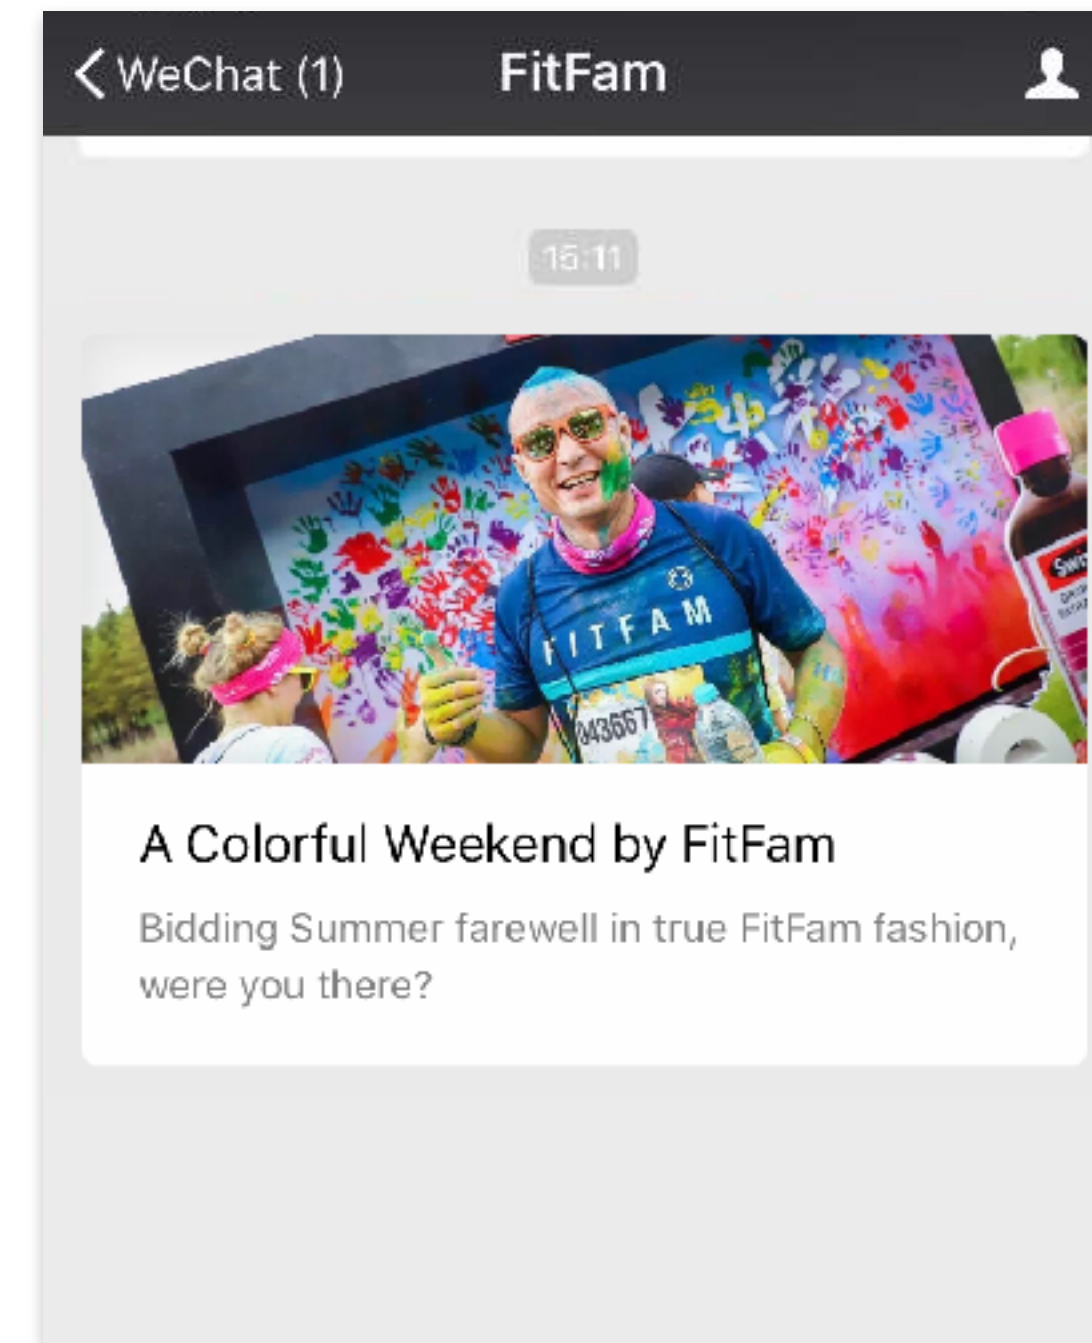 WeChat (1)
FitFam
15:11
FITFAM
043667
A Colorful Weekend by FitFam
Bidding Summer farewell in true FitFam fashion,
were you there?